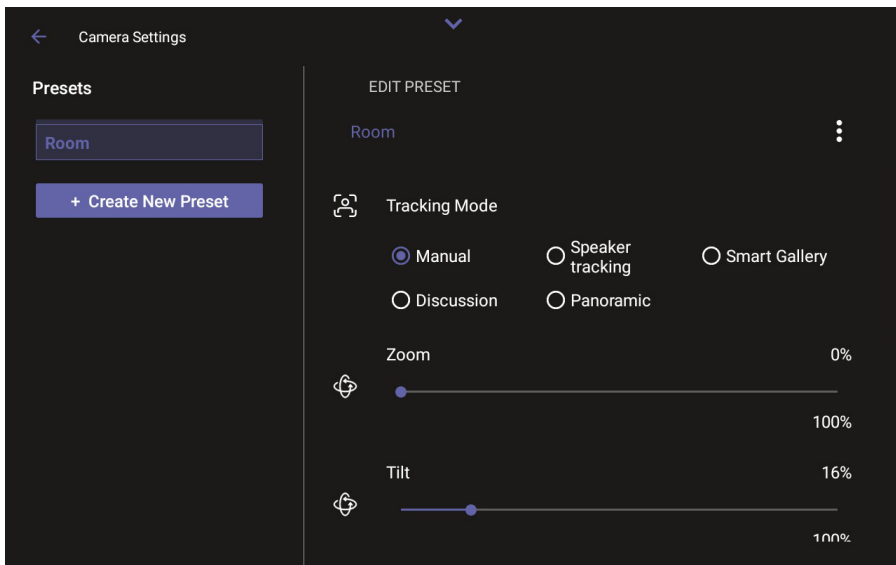 Camera Settings
Presets
Room
+ Create New Preset
EDIT PRESET
Room
Tracking Mode
Manual
Speaker
tracking
Smart Gallery
Discussion
Panoramic
Zoom 0%
100%
Tilt 16%
100%